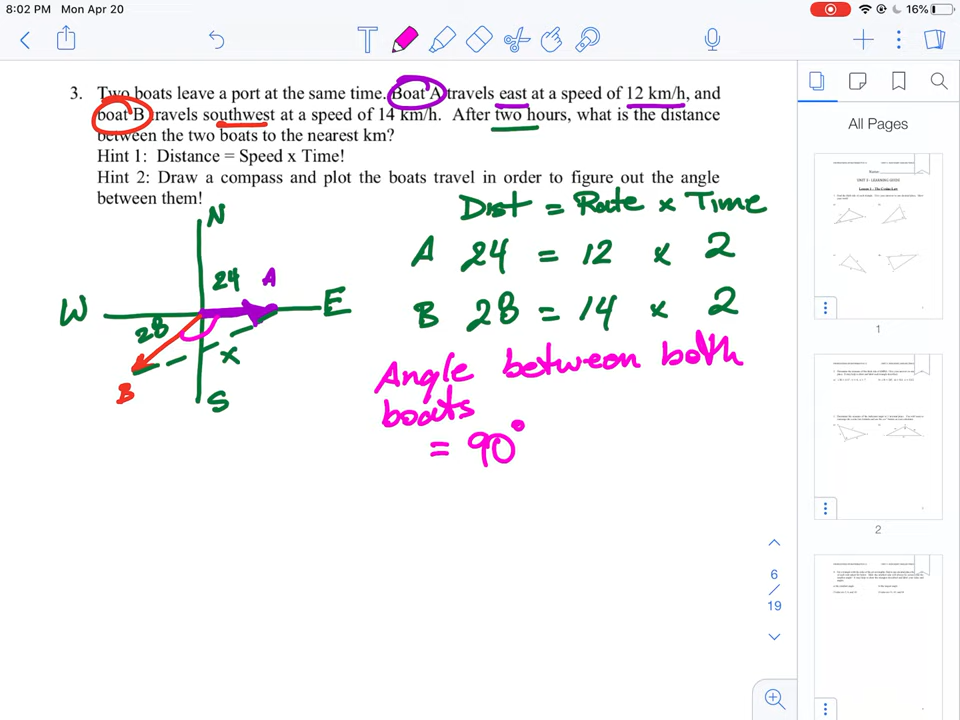 8:02 PM Mon Apr 20
16%
3. Two boats leave a port at the same time. Boat A travels east at a speed of 12 km/h, and
boat B travels southwest at a speed of 14 km/h. After two hours, what is the distance
between the two boats to the nearest km?
Hint 1: Distance = Speed x Time!
Hint 2: Draw a compass and plot the boats travel in order to figure out the angle
between them!
Dist = Rate x Time
A 24 = 12 x 2
B 28 = 14 x 2
Angle between both
boats
= 90°
N
24 A
W E
28
x
B
S
All Pages
UNIT 5 - LEARNING GUIDE
1
2
6
/
19